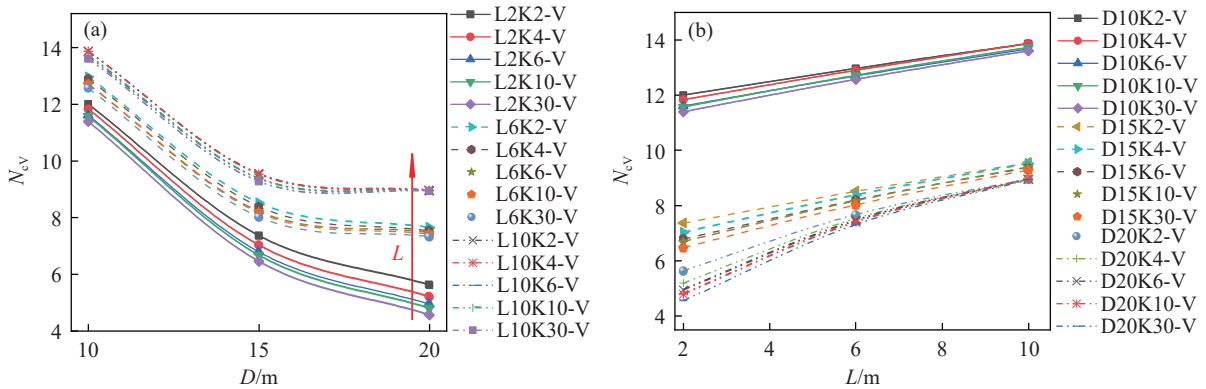 (a)
14
12
10
8
6
4
N_cV
10
15
20
D/m
L
L2K2-V
L2K4-V
L2K6-V
L2K10-V
L2K30-V
L6K2-V
L6K4-V
L6K6-V
L6K10-V
L6K30-V
L10K2-V
L10K4-V
L10K6-V
L10K10-V
L10K30-V
(b)
14
12
10
8
6
4
N_cV
2
4
6
8
10
L/m
D10K2-V
D10K4-V
D10K6-V
D10K10-V
D10K30-V
D15K2-V
D15K4-V
D15K6-V
D15K10-V
D15K30-V
D20K2-V
D20K4-V
D20K6-V
D20K10-V
D20K30-V